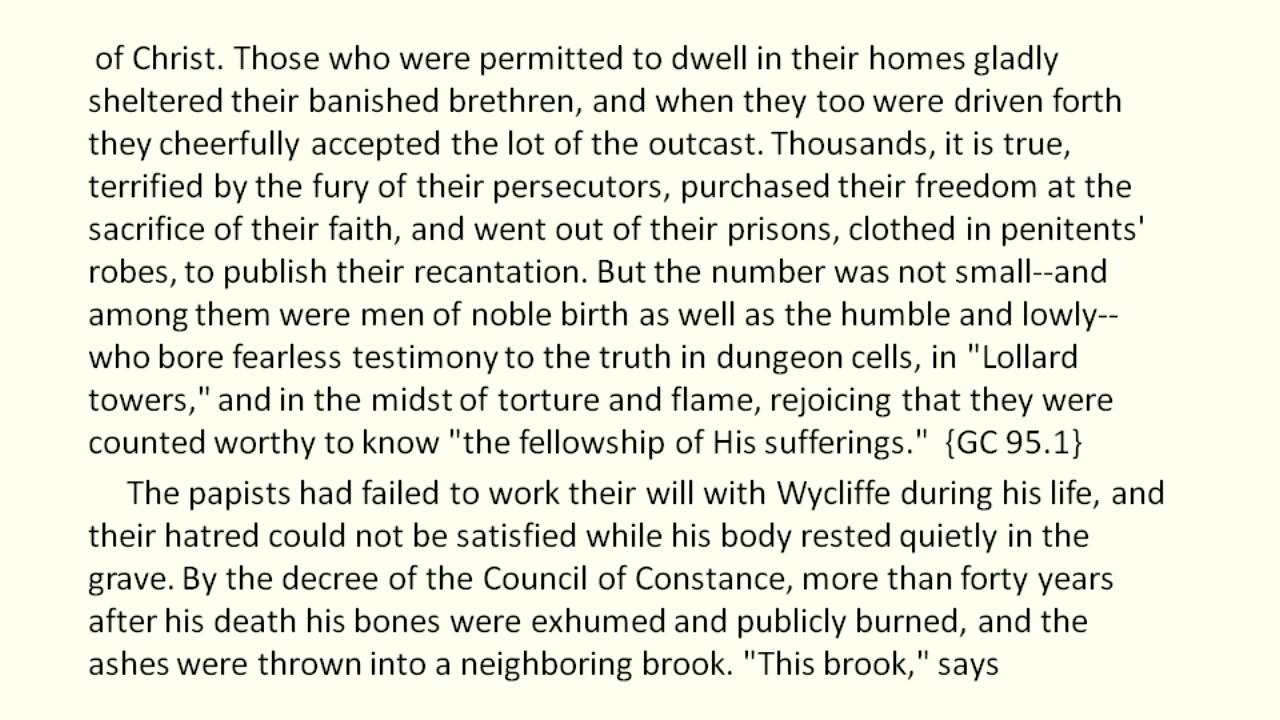 of Christ. Those who were permitted to dwell in their homes gladly
sheltered their banished brethren, and when they too were driven forth
they cheerfully accepted the lot of the outcast. Thousands, it is true,
terrified by the fury of their persecutors, purchased their freedom at the
sacrifice of their faith, and went out of their prisons, clothed in penitents'
robes, to publish their recantation. But the number was not small--and
among them were men of noble birth as well as the humble and lowly--
who bore fearless testimony to the truth in dungeon cells, in "Lollard
towers," and in the midst of torture and flame, rejoicing that they were
counted worthy to know "the fellowship of His sufferings."  {GC 95.1}
The papists had failed to work their will with Wycliffe during his life, and
their hatred could not be satisfied while his body rested quietly in the
grave. By the decree of the Council of Constance, more than forty years
after his death his bones were exhumed and publicly burned, and the
ashes were thrown into a neighboring brook. "This brook," says